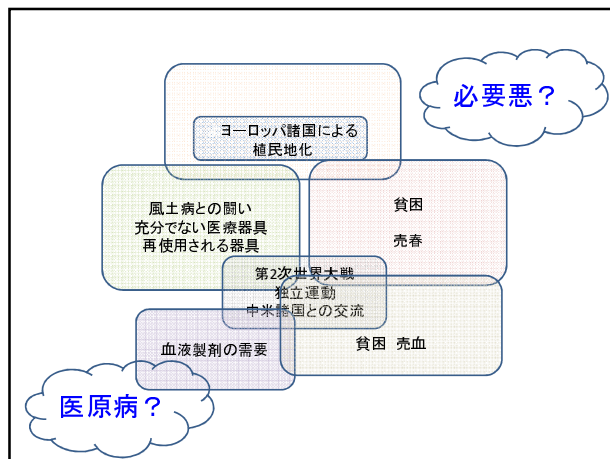 必要悪？
ヨーロッパ諸国による
植民地化
風土病との闘い
充分でない医療器具
再使用される器具
貧困
売春
第2次世界大戦
独立運動
中米諸国との交流
血液製剤の需要
貧困 売血
医原病？